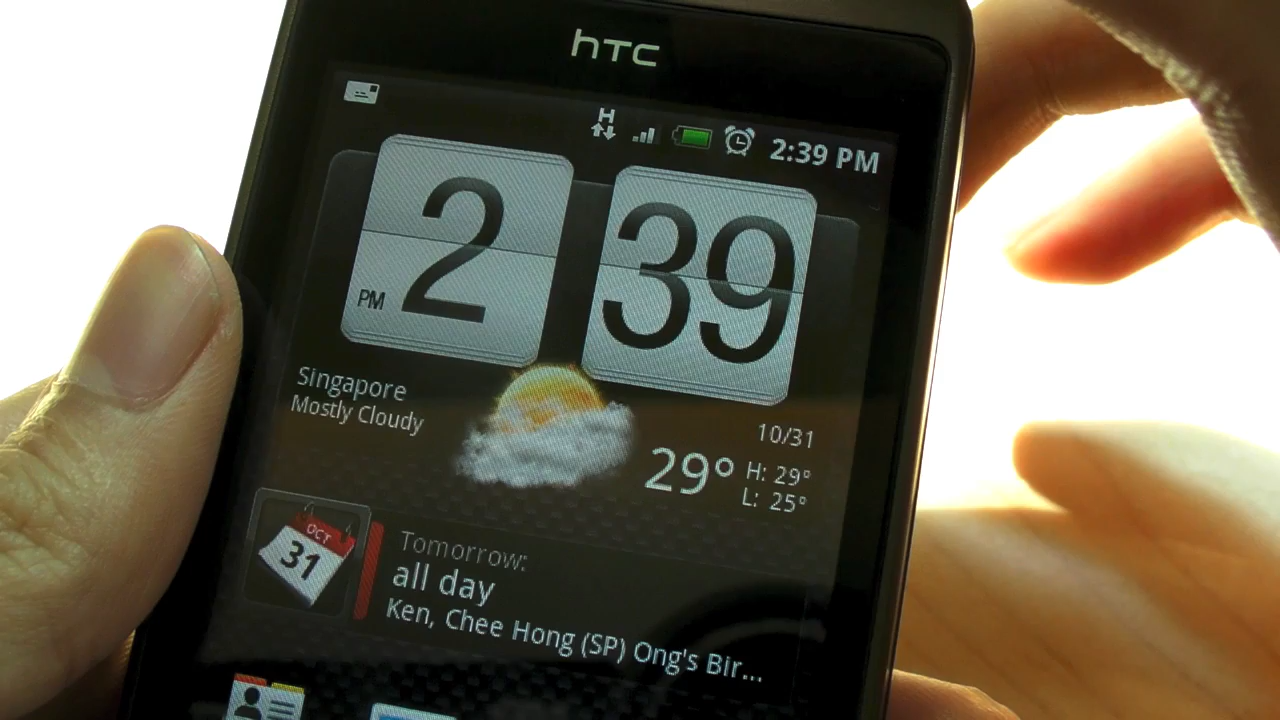 hTC
H
2:39 PM
2
39
PM
Singapore
Mostly Cloudy
10/31
29°
H: 29°
L: 25°
OCT
31
Tomorrow:
all day
Ken, Chee Hong (SP) Ong's Bir...